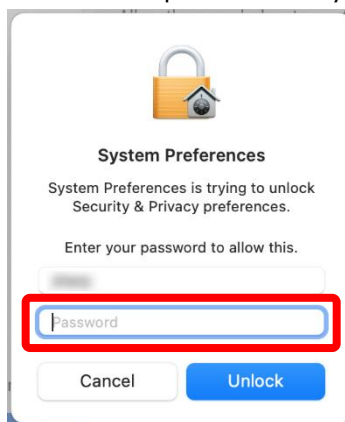 System Preferences
System Preferences is trying to unlock
Security & Privacy preferences.
Enter your password to allow this.
Password
Cancel
Unlock